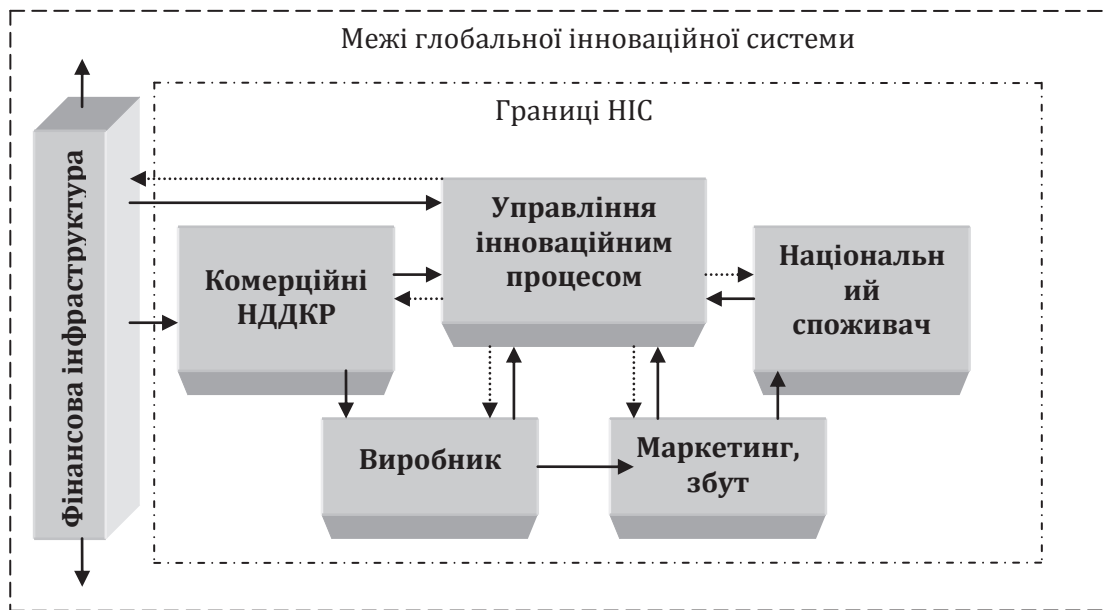 Межі глобальної інноваційної системи
Границі НІС
Фінансова інфраструктура
Управління
інноваційним
процесом
Комерційні
НДДКР
Національн
ий
споживач
Виробник
Маркетинг,
збут